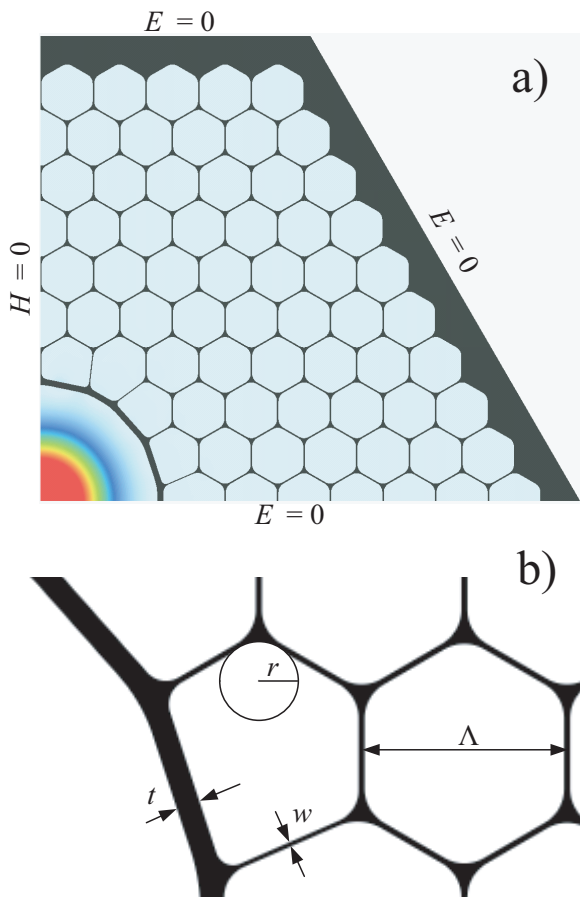 E = 0
a)
H = 0
E = 0
E = 0
b)
r
Λ
t
w